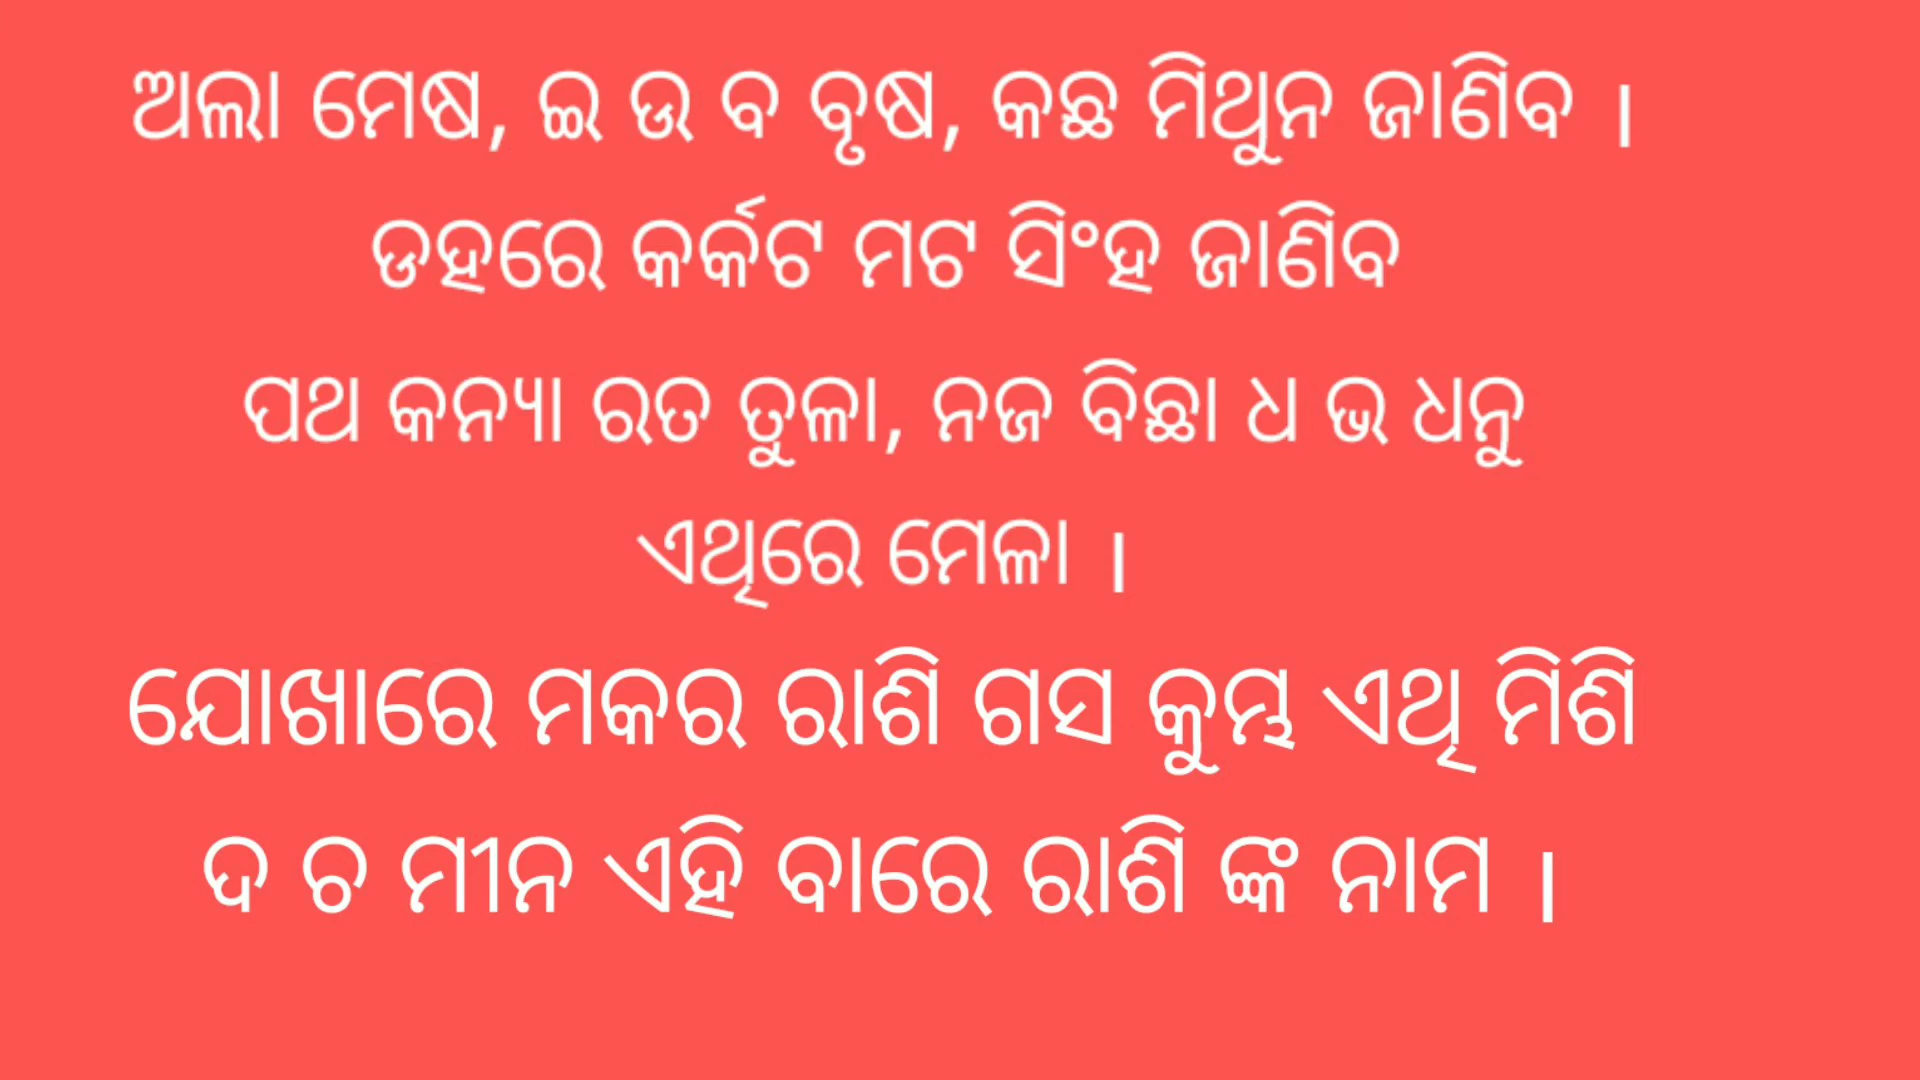 ଅଲା ମେଷ, ଇ ଉ ବ ବୃଷ, କଛ ମିଥୁନ ଜାଣିବ ।
ଡହରେ କର୍କଟ ମଟ ସିଂହ ଜାଣିବ
ପଥ କନ୍ୟା ରତ ତୁଳା, ନଜ ବିଛା ଧ ଭ ଧନୁ
ଏଥିରେ ମେଳା ।
ଯୋଖାରେ ମକର ରାଶି ଗସ କୁମ୍ଭ ଏଥି ମିଶି
ଦ ଚ ମୀନ ଏହି ବାରେ ରାଶି ଙ୍କ ନାମ ।